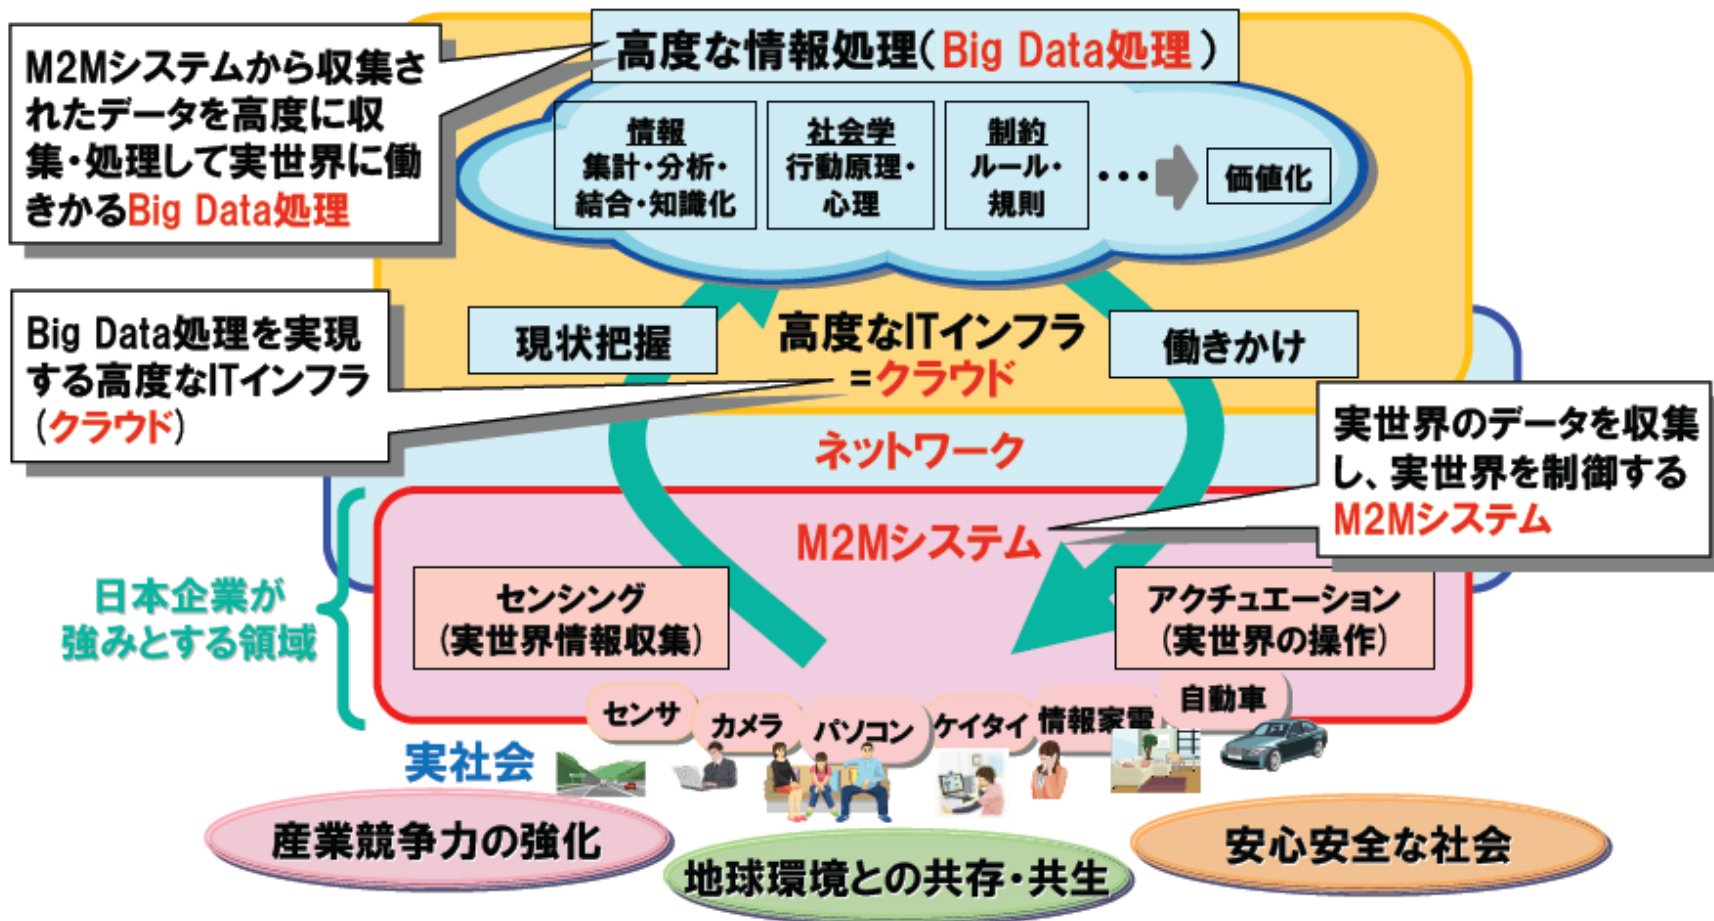 高度な情報処理(Big Data処理)
M2Mシステムから収集さ
れたデータを高度に収
集・処理して実世界に働
きかるBig Data処理
情報
集計・分析・
結合・知識化
社会学
行動原理・
心理
制約
ルール・
規則
・・・
価値化
Big Data処理を実現
する高度なITインフラ
(クラウド)
現状把握
高度なITインフラ
=クラウド
働きかけ
ネットワーク
実世界のデータを収集
し、実世界を制御する
M2Mシステム
M2Mシステム
日本企業が
強みとする領域
センシング
(実世界情報収集)
アクチュエーション
(実世界の操作)
センサ
カメラ
パソコン
ケイタイ
情報家電
自動車
実社会
産業競争力の強化
地球環境との共存・共生
安心安全な社会